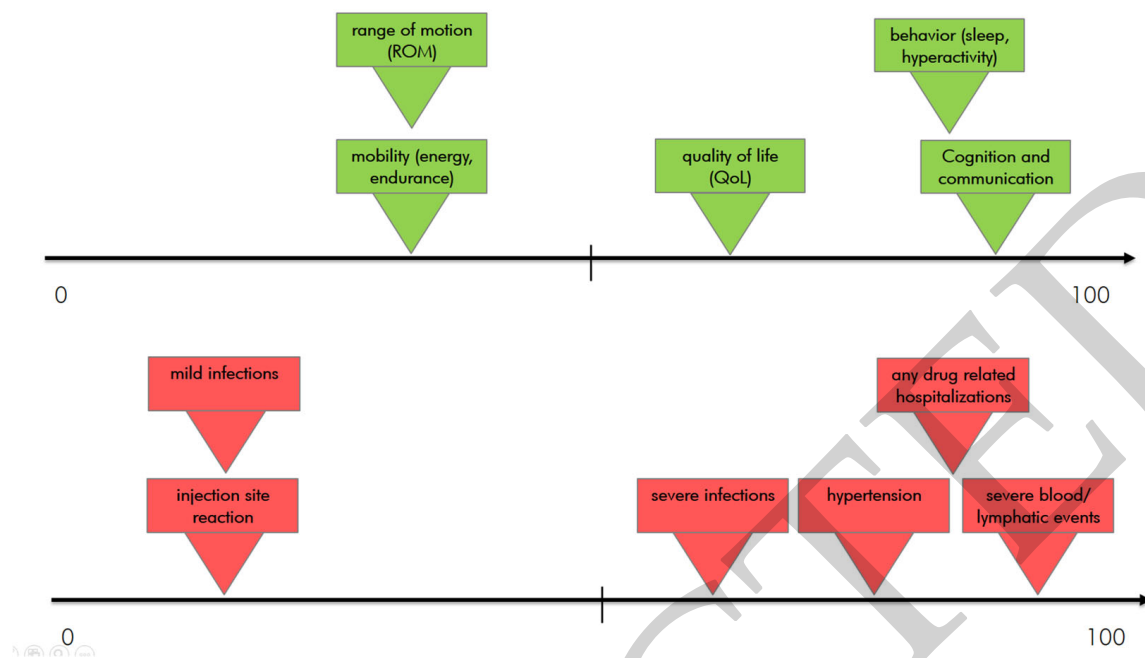 range of motion
(ROM)
behavior (sleep,
hyperactivity)
mobility (energy,
endurance)
quality of life
(QoL)
Cognition and
communication
0
100
mild infections
any drug related
hospitalizations
injection site
reaction
severe infections
hypertension
severe blood/
lymphatic events
0
100
CTED